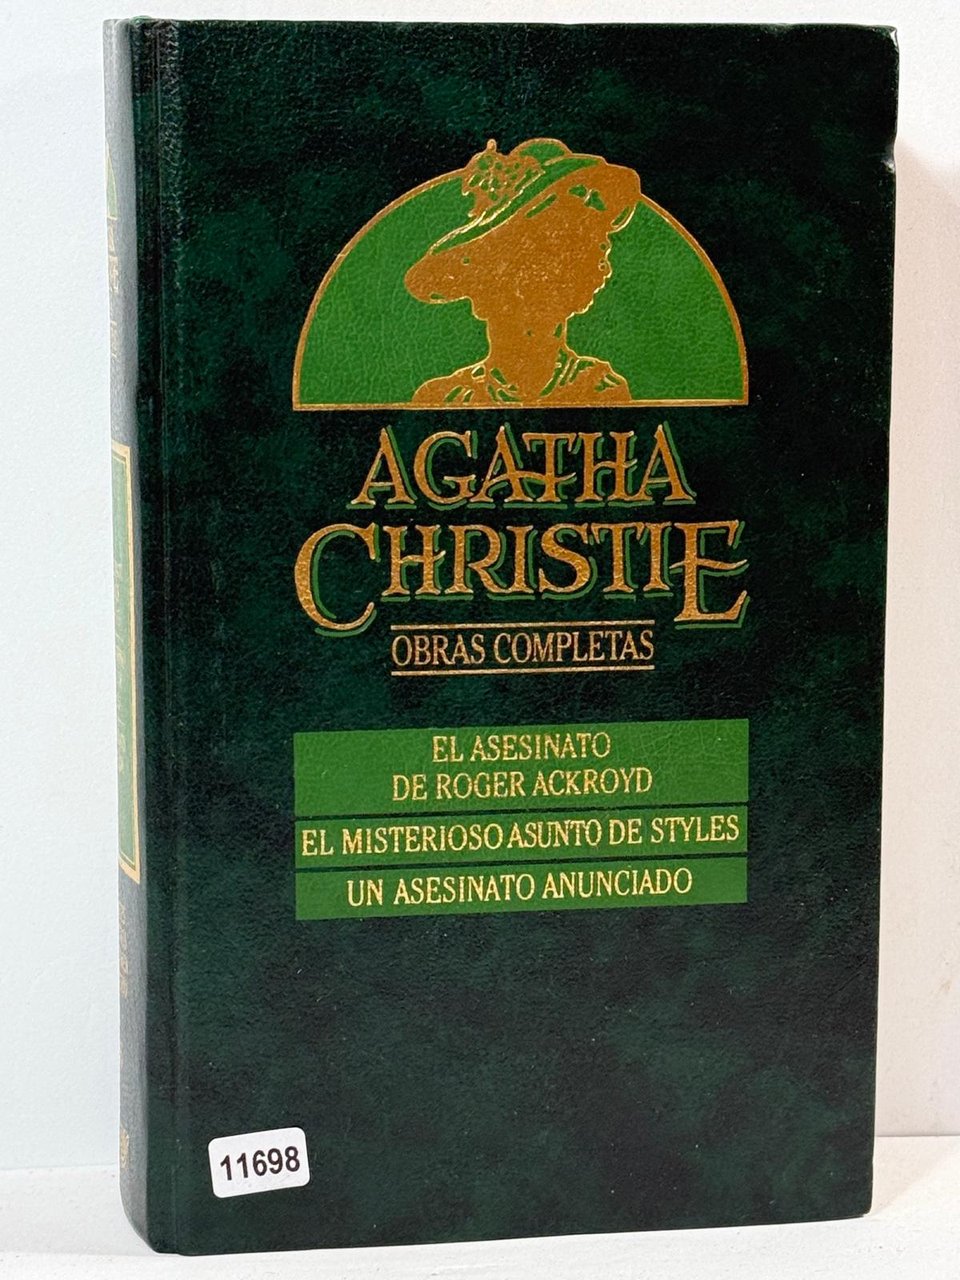 AGATHA
CHRISTIE
OBRAS COMPLETAS
EL ASESINATO
DE ROGER ACKROYD
EL MISTERIOSO ASUNTO DE STYLES
UN ASESINATO ANUNCIADO
11698